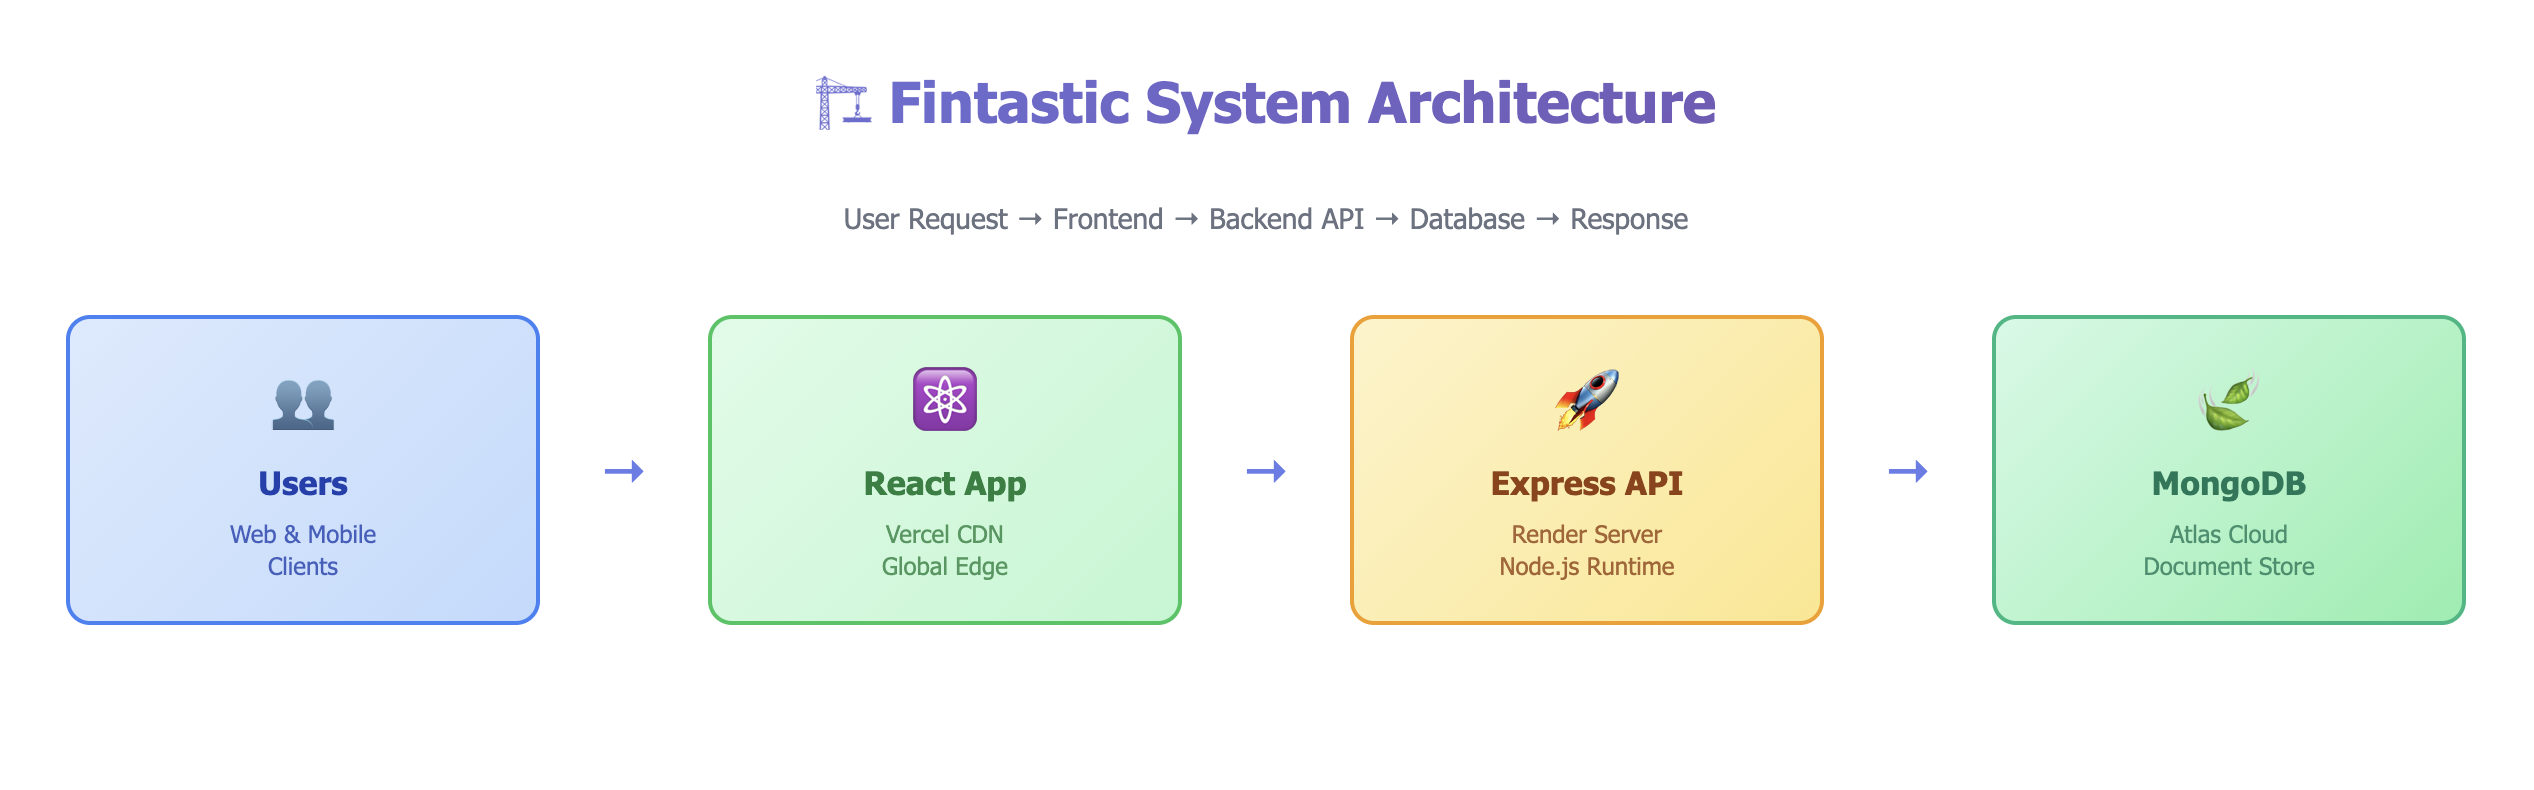 Fintastic System Architecture
User Request → Frontend → Backend API → Database → Response
Users
Web & Mobile
Clients
React App
Vercel CDN
Global Edge
Express API
Render Server
Node.js Runtime
MongoDB
Atlas Cloud
Document Store